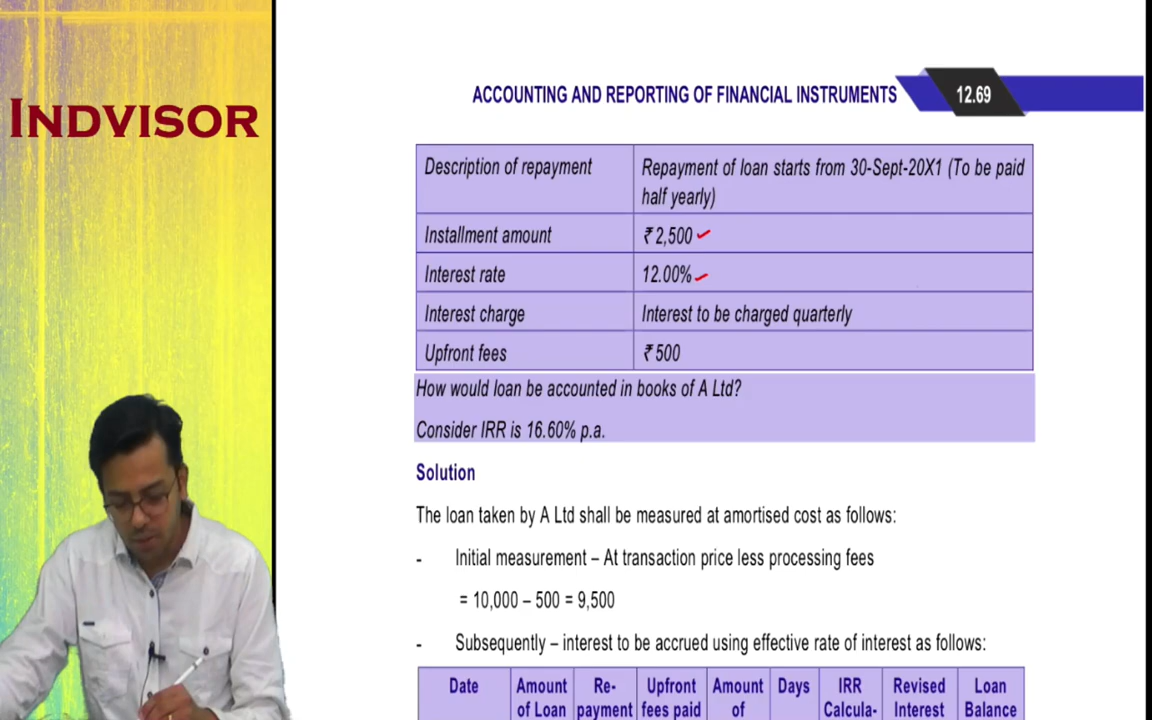 INDVISOR
ACCOUNTING AND REPORTING OF FINANCIAL INSTRUMENTS 12.69
Description of repayment Repayment of loan starts from 30-Sept-20X1 (To be paid
half yearly)
Installment amount ₹ 2,500
Interest rate 12.00%
Interest charge Interest to be charged quarterly
Upfront fees ₹ 500
How would loan be accounted in books of A Ltd?
Consider IRR is 16.60% p.a.
Solution
The loan taken by A Ltd shall be measured at amortised cost as follows:
- Initial measurement – At transaction price less processing fees
= 10,000 – 500 = 9,500
- Subsequently – interest to be accrued using effective rate of interest as follows:
Date Amount Re- Upfront Amount Days IRR Revised Loan
of Loan payment fees paid of Calcula- Interest Balance